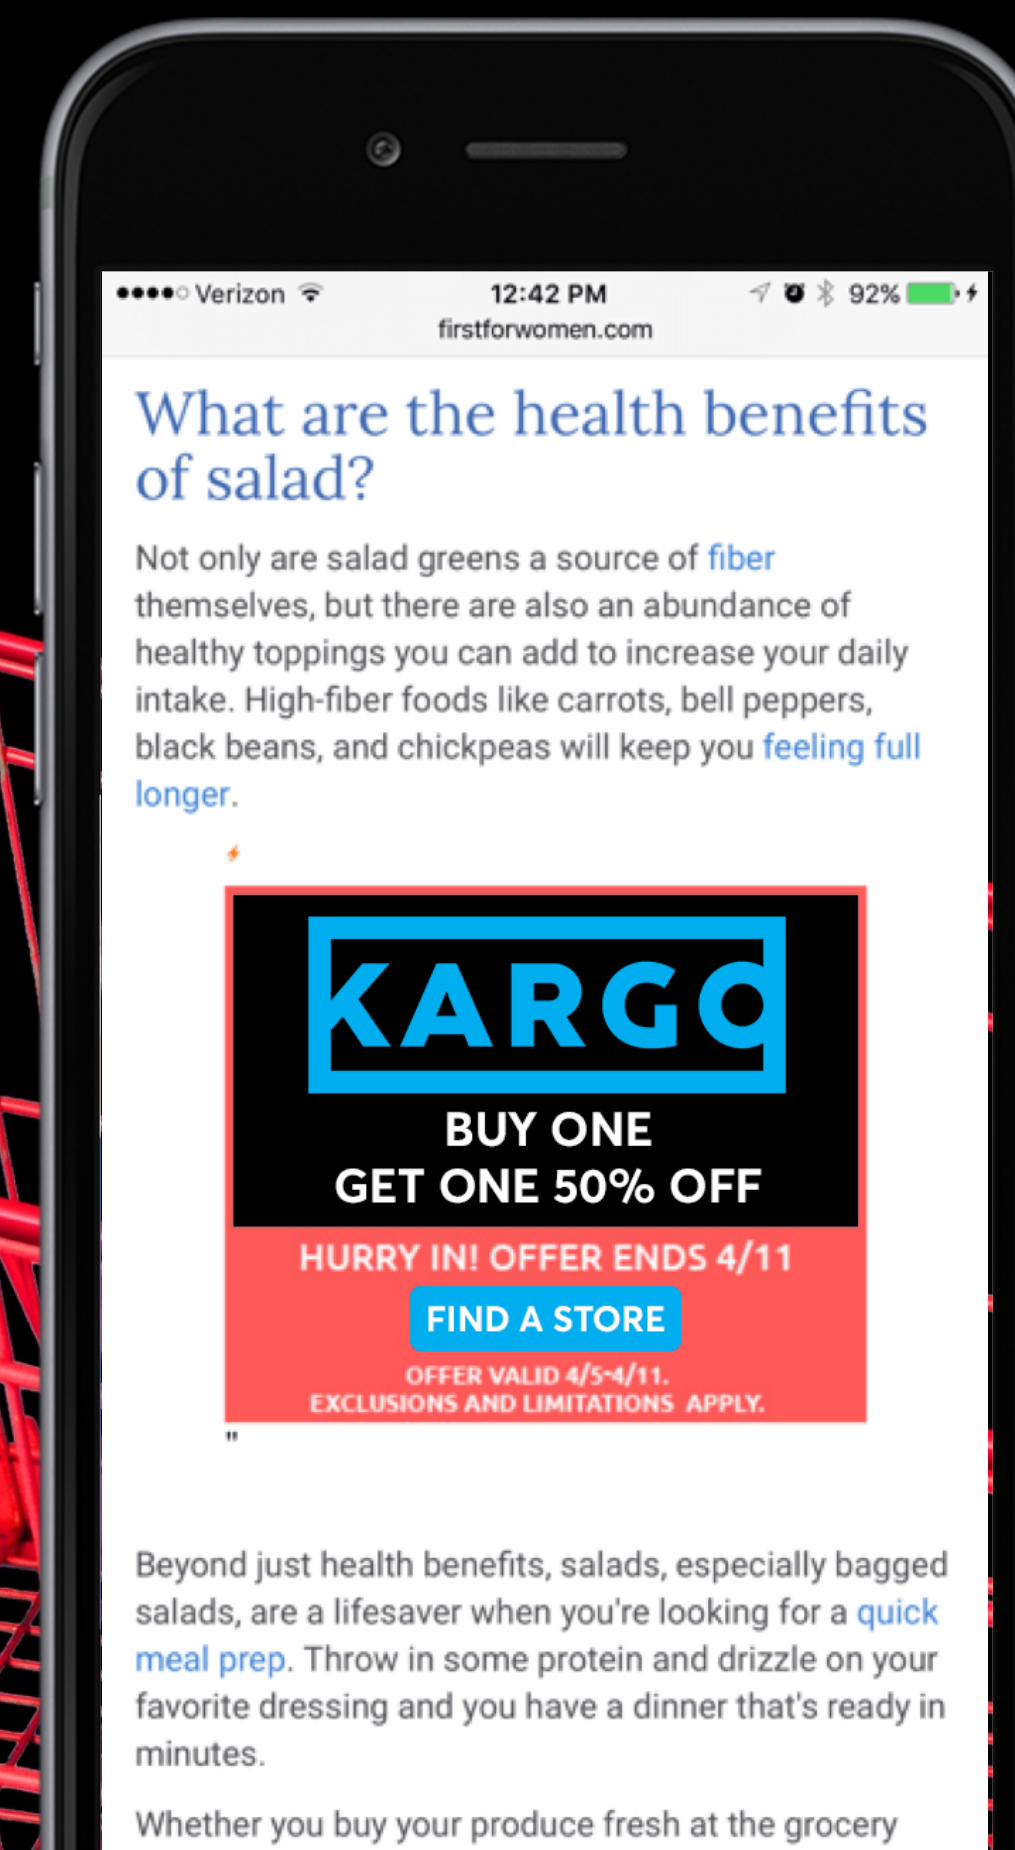 Verizon 12:42 PM 92%
firstforwomen.com
What are the health benefits
of salad?
Not only are salad greens a source of fiber
themselves, but there are also an abundance of
healthy toppings you can add to increase your daily
intake. High-fiber foods like carrots, bell peppers,
black beans, and chickpeas will keep you feeling full
longer.
KARGO
BUY ONE
GET ONE 50% OFF
HURRY IN! OFFER ENDS 4/11
FIND A STORE
OFFER VALID 4/5-4/11.
EXCLUSIONS AND LIMITATIONS APPLY.
"
Beyond just health benefits, salads, especially bagged
salads, are a lifesaver when you're looking for a quick
meal prep. Throw in some protein and drizzle on your
favorite dressing and you have a dinner that's ready in
minutes.
Whether you buy your produce fresh at the grocery